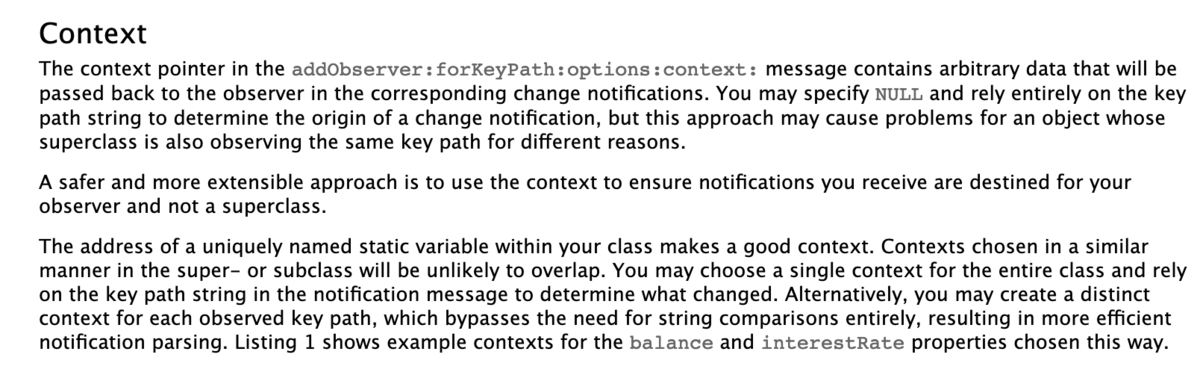 Context
The context pointer in the addObserver:forKeyPath:options:context: message contains arbitrary data that will be
passed back to the observer in the corresponding change notifications. You may specify NULL and rely entirely on the key
path string to determine the origin of a change notification, but this approach may cause problems for an object whose
superclass is also observing the same key path for different reasons.
A safer and more extensible approach is to use the context to ensure notifications you receive are destined for your
observer and not a superclass.
The address of a uniquely named static variable within your class makes a good context. Contexts chosen in a similar
manner in the super- or subclass will be unlikely to overlap. You may choose a single context for the entire class and rely
on the key path string in the notification message to determine what changed. Alternatively, you may create a distinct
context for each observed key path, which bypasses the need for string comparisons entirely, resulting in more efficient
notification parsing. Listing 1 shows example contexts for the balance and interestRate properties chosen this way.